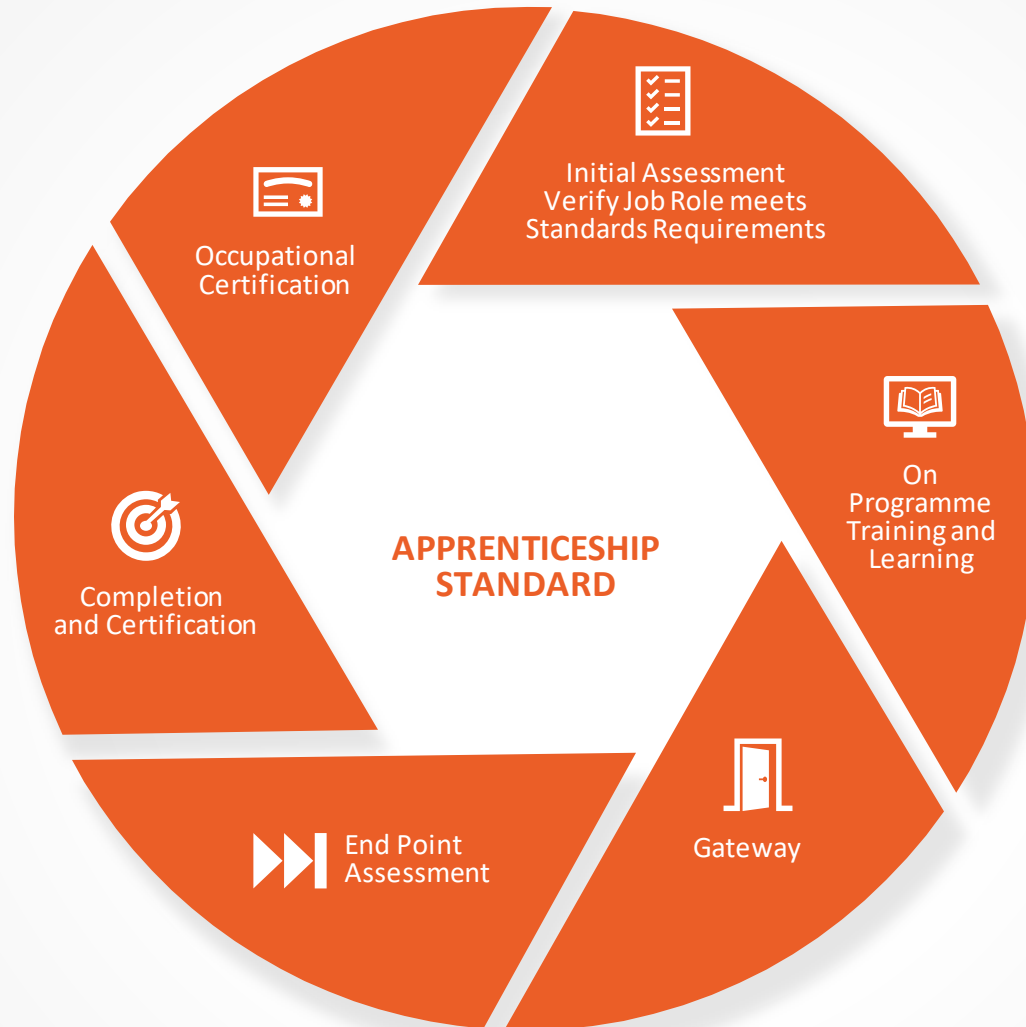 Initial Assessment
Verify Job Role meets
Standards Requirements
On
Programme
Training and
Learning
Gateway
End Point
Assessment
Completion
and Certification
Occupational
Certification
APPRENTICESHIP
STANDARD